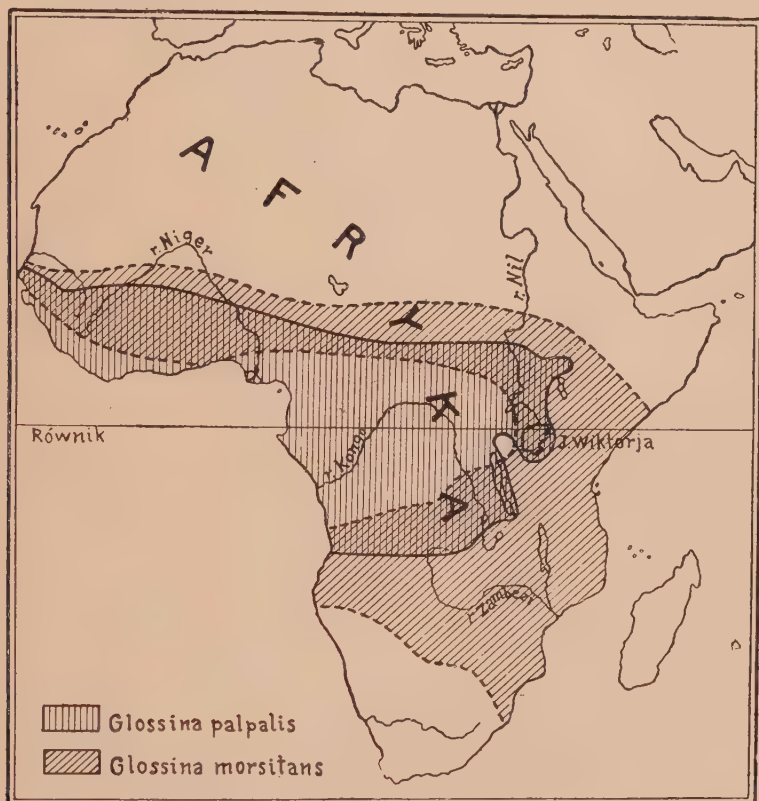 AFRYKA
r. Niger
r. Nil
Równik
J. Wiktorja
r. Kongo
r. Zambezi
Glossina palpalis
Glossina morsitans